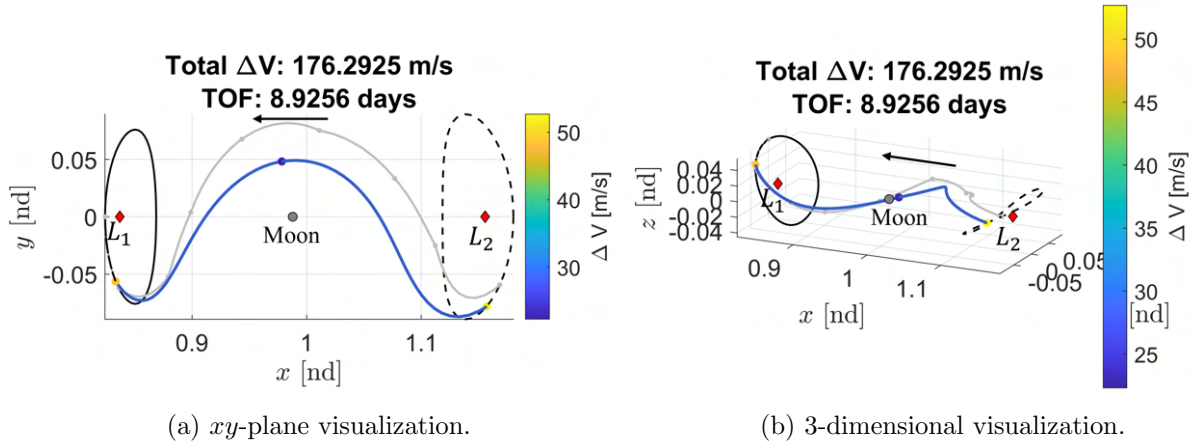 Total ΔV: 176.2925 m/s
TOF: 8.9256 days
0.05
0
-0.05
y [nd]
L1
Moon
L2
0.9
1
1.1
x [nd]
50
40
30
Δ V [m/s]
(a) xy-plane visualization.
Total ΔV: 176.2925 m/s
TOF: 8.9256 days
0.04
0.02
0
-0.02
-0.04
z [nd]
L1
Moon
L2
0.9
1
1.1
x [nd]
0.05
0
-0.05
[nd]
50
45
40
35
30
25
Δ V [m/s]
(b) 3-dimensional visualization.